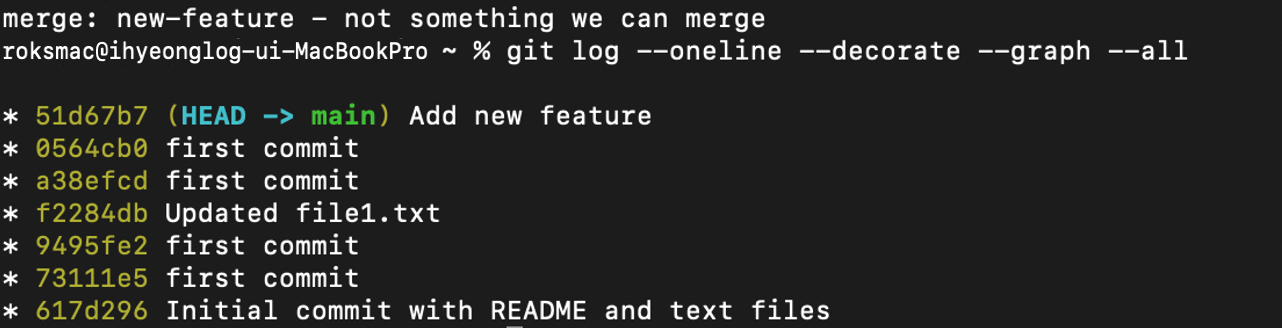 merge: new-feature - not something we can merge
roksmac@ihyeonglog-ui-MacBookPro ~ % git log --oneline --decorate --graph --all
* 51d67b7 (HEAD -> main) Add new feature
* 0564cb0 first commit
* a38efcd first commit
* f2284db Updated file1.txt
* 9495fe2 first commit
* 73111e5 first commit
* 617d296 Initial commit with README and text files